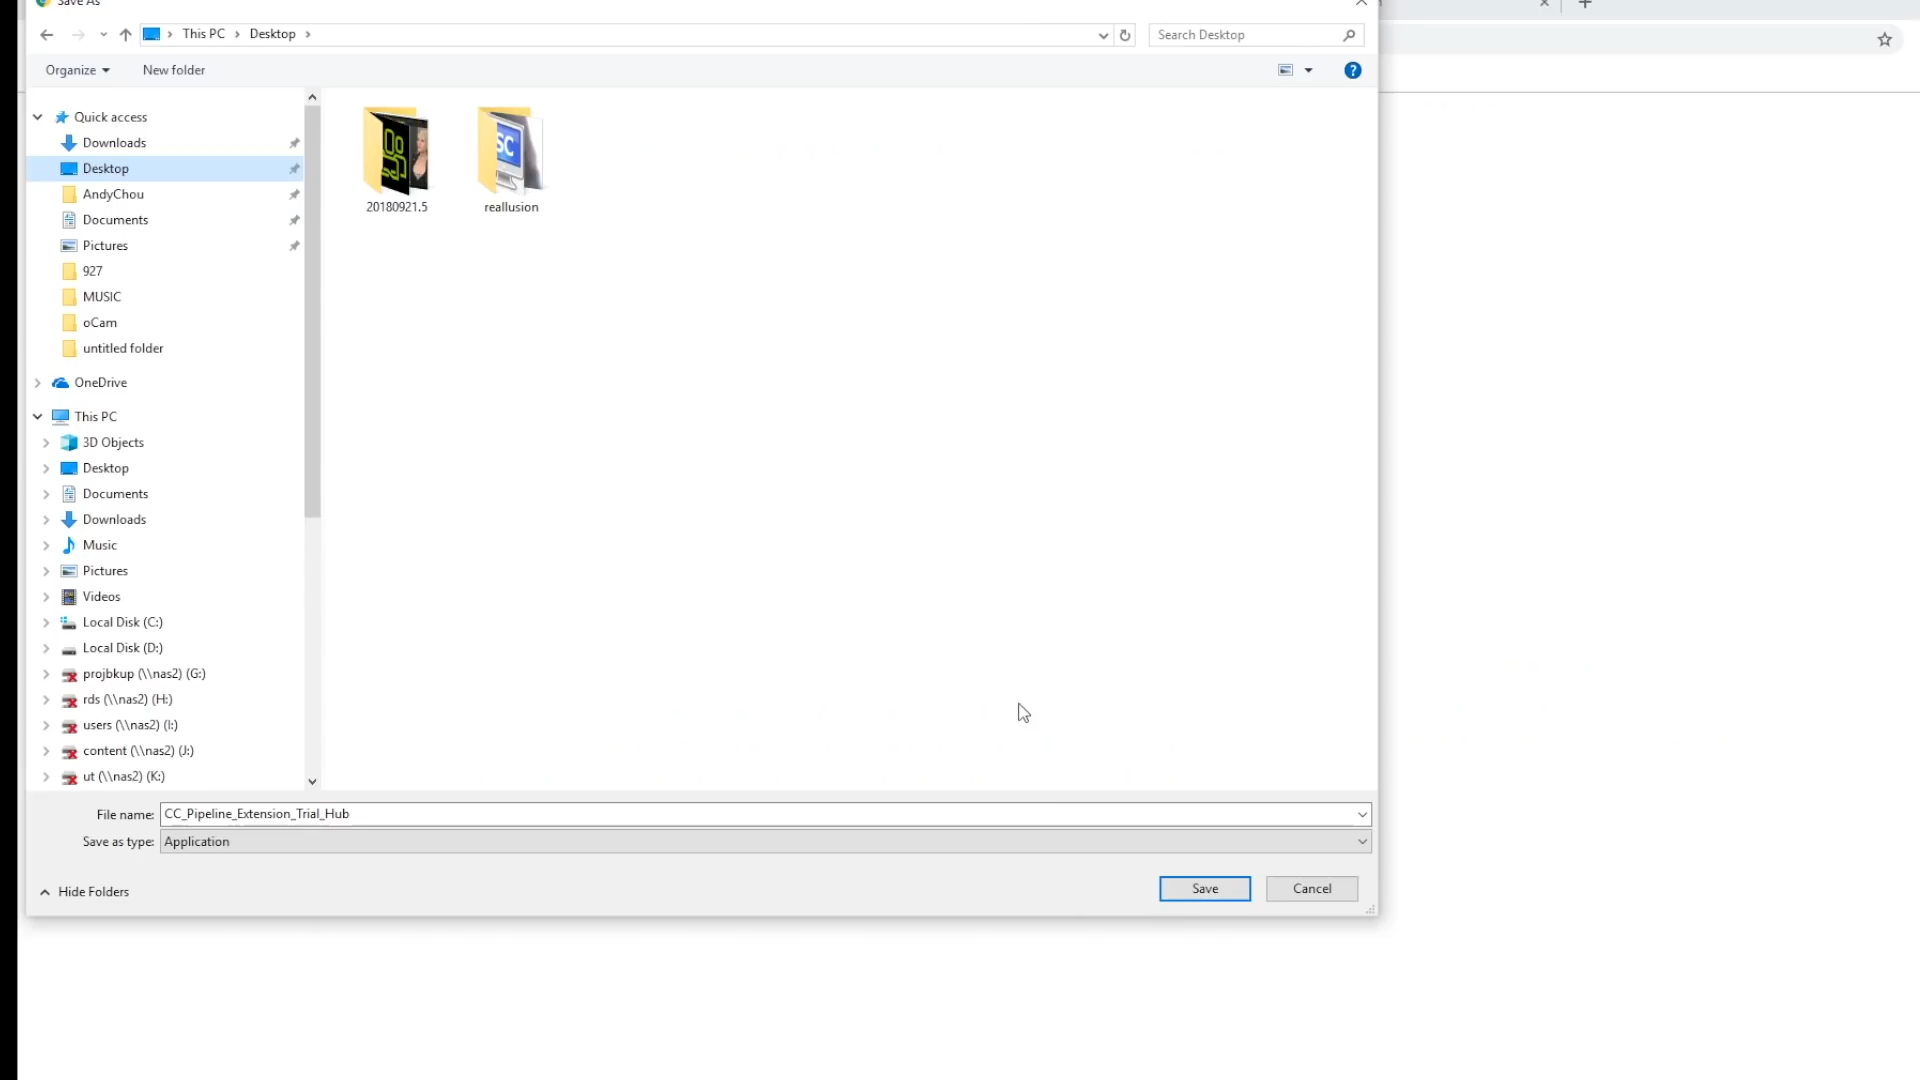 Save As
This PC
Desktop
Search Desktop
Organize
New folder
Quick access
Downloads
Desktop
AndyChou
Documents
Pictures
927
MUSIC
oCam
untitled folder
OneDrive
This PC
3D Objects
Desktop
Documents
Downloads
Music
Pictures
Videos
Local Disk (C:)
Local Disk (D:)
projbkup (\\nas2) (G:)
rds (\\nas2) (H:)
users (\\nas2) (I:)
content (\\nas2) (J:)
ut (\\nas2) (K:)
SC
20180921.5
reallusion
File name: CC_Pipeline_Extension_Trial_Hub
Save as type: Application
Hide Folders
Save
Cancel